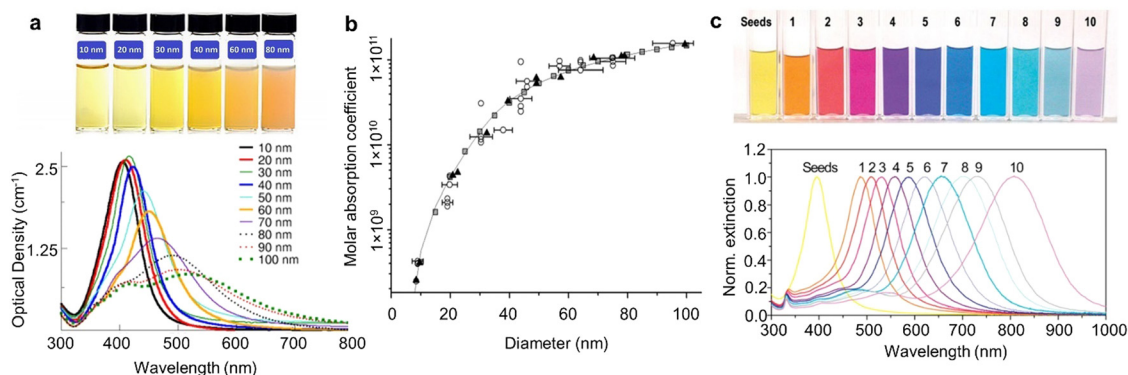 a
10 nm 20 nm 30 nm 40 nm 60 nm 80 nm
2.5
1.25
Optical Density (cm⁻¹)
10 nm
20 nm
30 nm
40 nm
50 nm
60 nm
70 nm
80 nm
90 nm
100 nm
300 400 500 600 700 800
Wavelength (nm)
b
Molar absorption coefficient
1×10¹¹
1×10¹⁰
1×10⁹
0 20 40 60 80 100
Diameter (nm)
c
Seeds 1 2 3 4 5 6 7 8 9 10
Norm. extinction
1.2
1.0
0.8
0.6
0.4
0.2
0.0
Seeds 1 2 3 4 5 6 7 8 9 10
300 400 500 600 700 800 900 1000
Wavelength (nm)